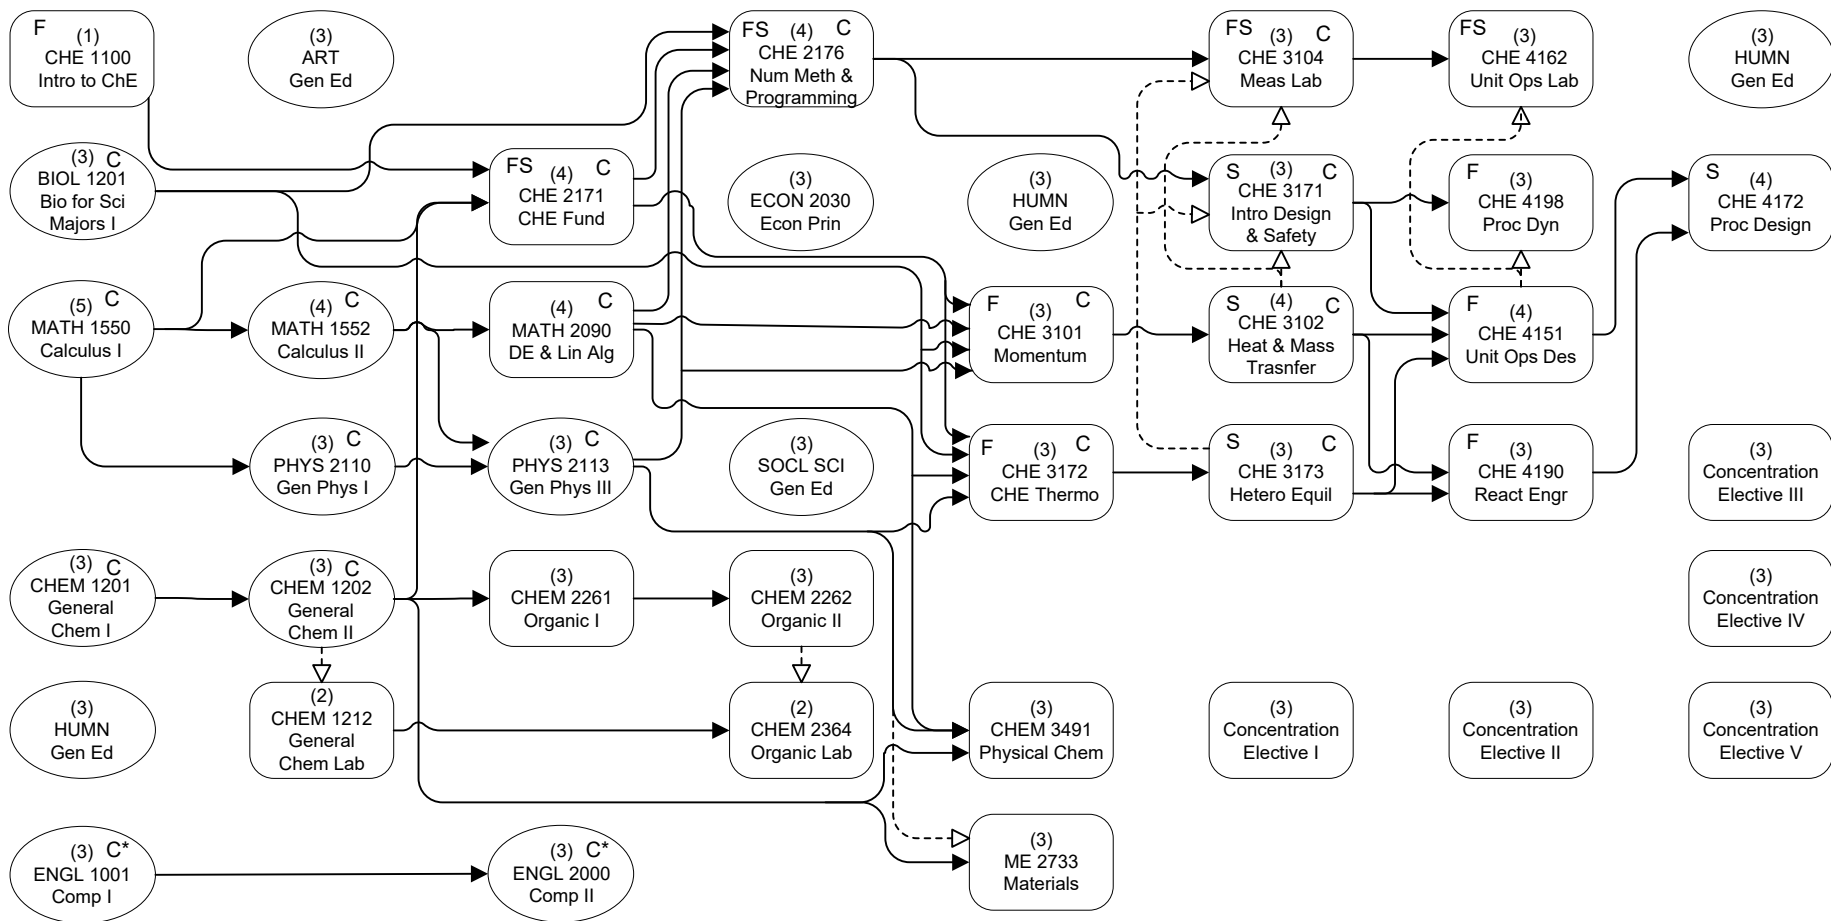 F (1)
CHE 1100
Intro to ChE
(3)
ART
Gen Ed
FS (4) C
CHE 2176
Num Meth &
Programming
FS (3) C
CHE 3104
Meas Lab
FS (3)
CHE 4162
Unit Ops Lab
(3)
HUMN
Gen Ed
(3) C
BIOL 1201
Bio for Sci
Majors I
FS (4) C
CHE 2171
CHE Fund
(3)
ECON 2030
Econ Prin
(3)
HUMN
Gen Ed
S (3) C
CHE 3171
Intro Design
& Safety
F (3)
CHE 4198
Proc Dyn
S (4)
CHE 4172
Proc Design
(5) C
MATH 1550
Calculus I
(4) C
MATH 1552
Calculus II
(4) C
MATH 2090
DE & Lin Alg
F (3) C
CHE 3101
Momentum
S (4) C
CHE 3102
Heat & Mass
Trasnfer
F (4)
CHE 4151
Unit Ops Des
(3) C
PHYS 2110
Gen Phys I
(3) C
PHYS 2113
Gen Phys III
(3)
SOCL SCI
Gen Ed
F (3) C
CHE 3172
CHE Thermo
S (3) C
CHE 3173
Hetero Equil
F (3)
CHE 4190
React Engr
(3)
Concentration
Elective III
(3) C
CHEM 1201
General
Chem I
(3) C
CHEM 1202
General
Chem II
(3)
CHEM 2261
Organic I
(3)
CHEM 2262
Organic II
(3)
Concentration
Elective IV
(3)
HUMN
Gen Ed
(2)
CHEM 1212
General
Chem Lab
(2)
CHEM 2364
Organic Lab
(3)
CHEM 3491
Physical Chem
(3)
Concentration
Elective I
(3)
Concentration
Elective II
(3)
Concentration
Elective V
(3) C*
ENGL 1001
Comp I
(3) C*
ENGL 2000
Comp II
(3)
ME 2733
Materials